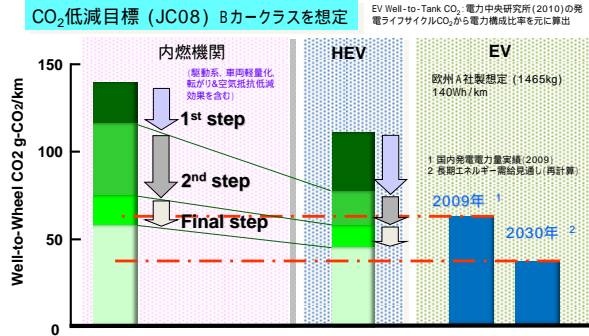 CO2低減目標 (JC08) Bカークラスを想定
EV Well-to-Tank CO2:電力中央研究所(2010)の発
電ライフサイクルCO2から電力構成比率を元に算出
内燃機関
(駆動系、車両軽量化、
転がり&空気抵抗低減
効果を含む)
HEV
EV
欧州A社製想定 (1465kg)
140Wh/km
1 国内発電電力量実績(2009)
2 長期エネルギー需給見通し(再計算)
Well-to-Wheel CO2 g-CO2/km
150
100
50
0
1st step
2nd step
Final step
2009年 1
2030年 2